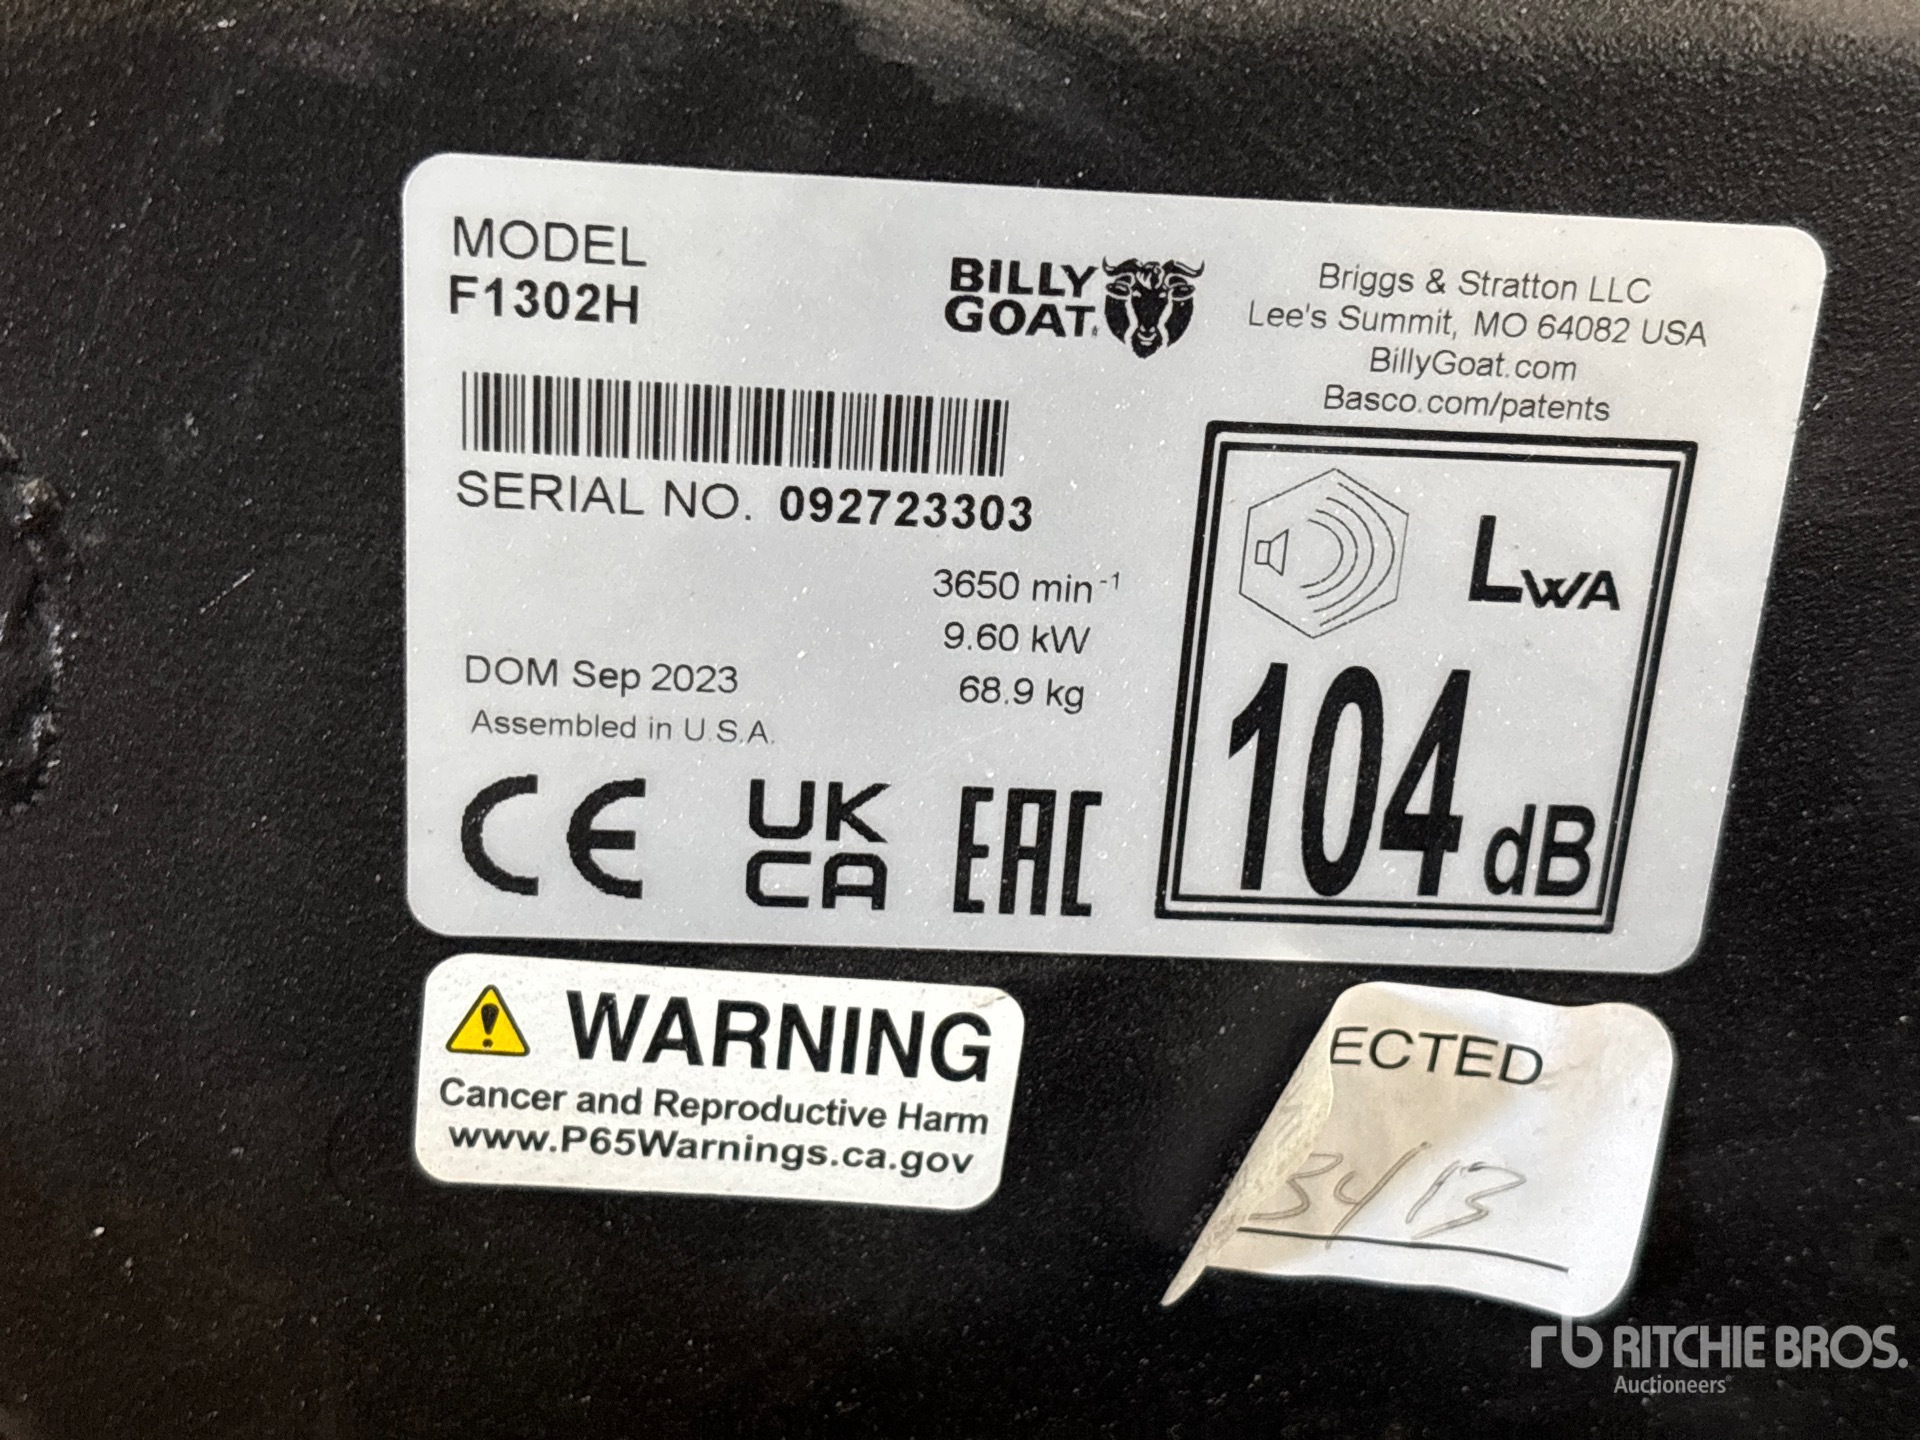 MODEL
F1302H
BILLY
GOAT
Briggs & Stratton LLC
Lee's Summit, MO 64082 USA
BillyGoat.com
Basco.com/patents
SERIAL NO. 092723303
3650 min⁻¹
9.60 kW
68.9 kg
DOM Sep 2023
Assembled in U.S.A.
CE
UK
CA
EAC
LWA
104 dB
WARNING
Cancer and Reproductive Harm
www.P65Warnings.ca.gov
ECTED
3413
rb RITCHIE BROS.
Auctioneers